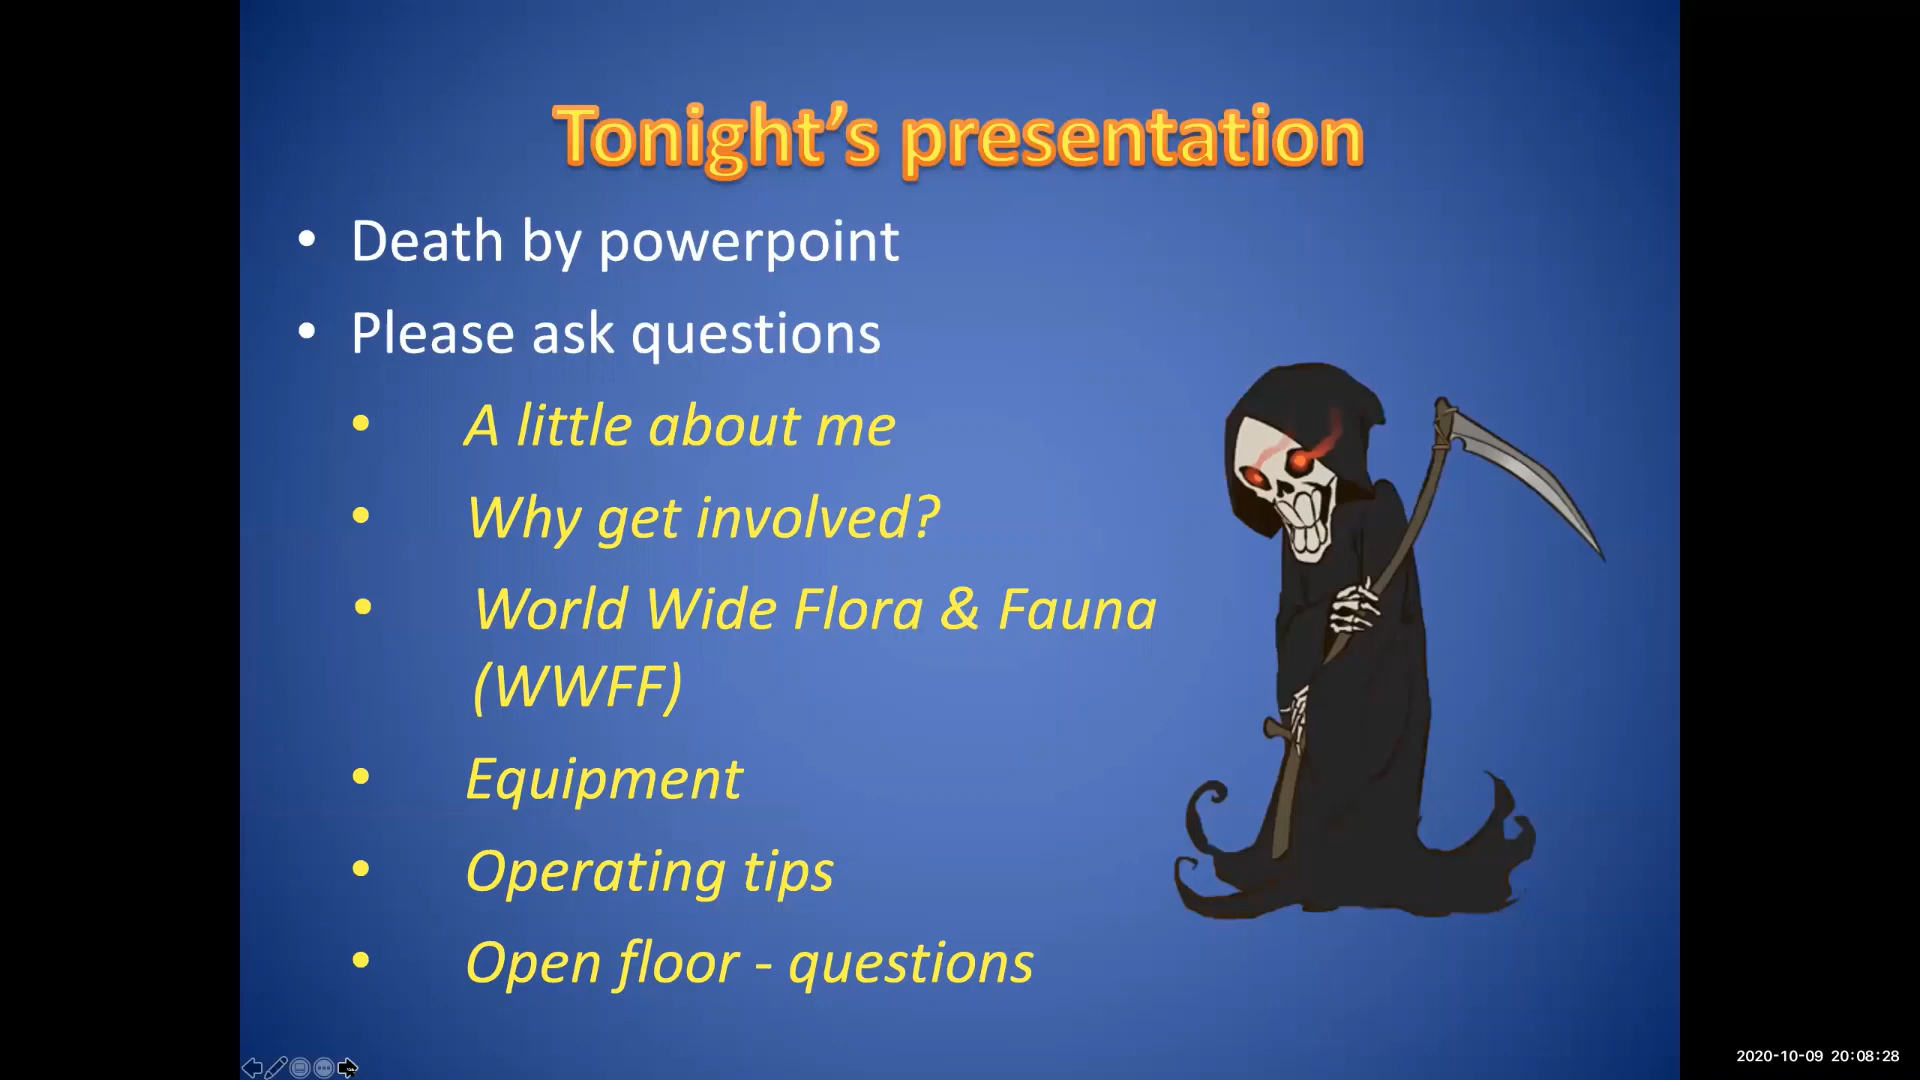 Tonight’s presentation
• Death by powerpoint
• Please ask questions
• A little about me
• Why get involved?
• World Wide Flora & Fauna
(WWFF)
• Equipment
• Operating tips
• Open floor - questions
2020-10-09 20:08:28